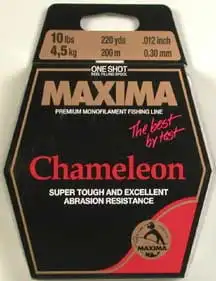 10 lbs 220 yds .012 inch
4,5 kg 200 m 0.30 mm
ONE SHOT
REEL FILLING SPOOL
MAXIMA
PREMIUM MONOFILAMENT FISHING LINE
The best
by test
Chameleon
SUPER TOUGH AND EXCELLENT
ABRASION RESISTANCE
MAXIMA